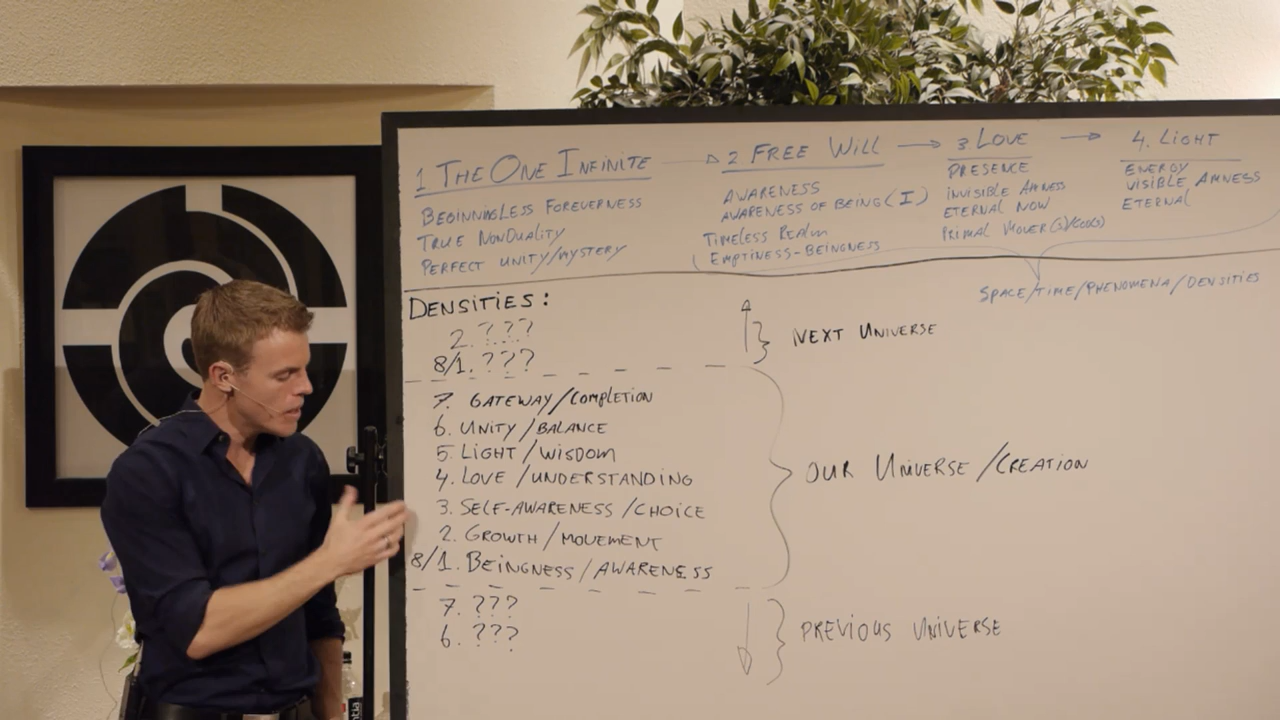 1 THE ONE INFINITE → 2 FREE WILL → 3 LOVE → 4. LIGHT
BEGINNINGLESS FOREVERNESS
TRUE NONDUALITY
PERFECT UNITY/MYSTERY
AWARENESS
AWARENESS OF BEING (I)
TIMELESS REALM
(EMPTINESS-BEINGNESS
PRESENCE
INVISIBLE AMNESS
ETERNAL NOW
PRIMAL MOVER(S)/GOD(S)
ENERGY
VISIBLE AMNESS
ETERNAL
SPACE/TIME/PHENOMENA/DENSITIES
DENSITIES:
2. ???
8/1. ???
NEXT UNIVERSE
7. GATEWAY/COMPLETION
6. UNITY/BALANCE
5. LIGHT/WISDOM
4. LOVE/UNDERSTANDING
3. SELF-AWARENESS/CHOICE
2. GROWTH/MOVEMENT
8/1. BEINGNESS/AWARENESS
OUR UNIVERSE/CREATION
7. ???
6. ???
PREVIOUS UNIVERSE